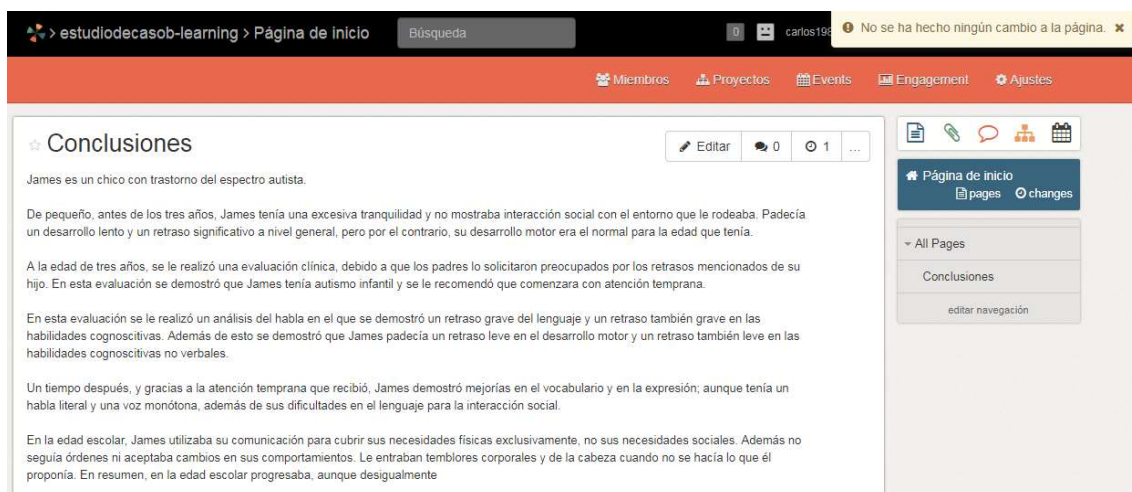 > estudiodecasob-learning > Página de inicio
Búsqueda
0
carlos198
No se ha hecho ningún cambio a la página. ×
Miembros
Proyectos
Events
Engagement
Ajustes
Conclusiones
Editar
0
1
...
James es un chico con trastorno del espectro autista.
De pequeño, antes de los tres años, James tenía una excesiva tranquilidad y no mostraba interacción social con el entorno que le rodeaba. Padecía
un desarrollo lento y un retraso significativo a nivel general, pero por el contrario, su desarrollo motor era el normal para la edad que tenía.
A la edad de tres años, se le realizó una evaluación clínica, debido a que los padres lo solicitaron preocupados por los retrasos mencionados de su
hijo. En esta evaluación se demostró que James tenía autismo infantil y se le recomendó que comenzara con atención temprana.
En esta evaluación se le realizó un análisis del habla en el que se demostró un retraso grave del lenguaje y un retraso también grave en las
habilidades cognoscitivas. Además de esto se demostró que James padecía un retraso leve en el desarrollo motor y un retraso también leve en las
habilidades cognoscitivas no verbales.
Un tiempo después, y gracias a la atención temprana que recibió, James demostró mejorías en el vocabulario y en la expresión; aunque tenía un
habla literal y una voz monótona, además de sus dificultades en el lenguaje para la interacción social.
En la edad escolar, James utilizaba su comunicación para cubrir sus necesidades físicas exclusivamente, no sus necesidades sociales. Además no
seguía órdenes ni aceptaba cambios en sus comportamientos. Le entraban temblores corporales y de la cabeza cuando no se hacía lo que él
proponía. En resumen, en la edad escolar progresaba, aunque desigualmente
Página de inicio
pages
changes
All Pages
Conclusiones
editar navegación